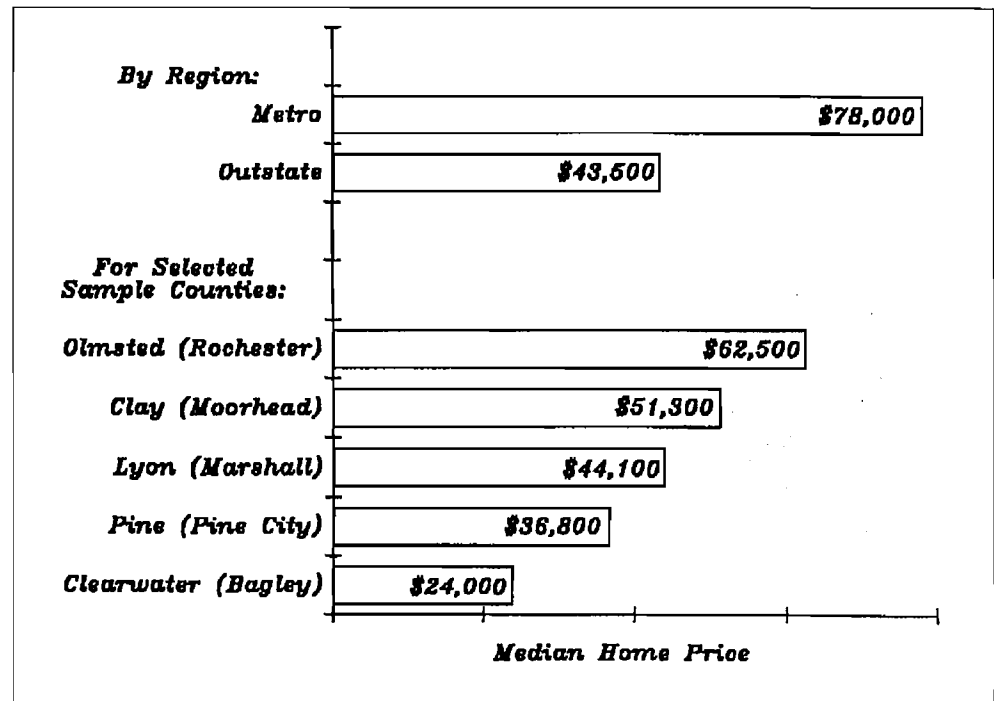 By Region:
Metro $78,000
Outstate $43,500
For Selected
Sample Counties:
Olmsted (Rochester) $62,500
Clay (Moorhead) $51,300
Lyon (Marshall) $44,100
Pine (Pine City) $36,800
Clearwater (Bagley) $24,000
Median Home Price